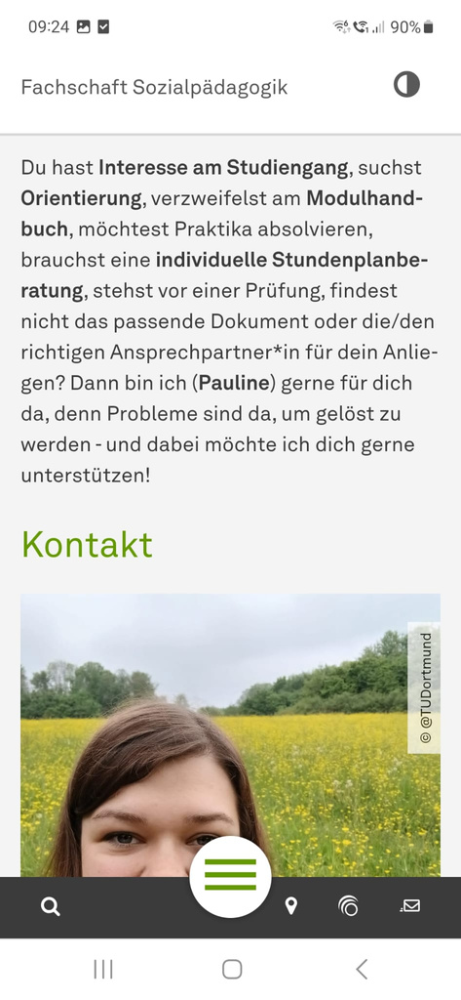 09:24
90%
Fachschaft Sozialpädagogik
Du hast Interesse am Studiengang, suchst
Orientierung, verzweifelst am Modulhand-
buch, möchtest Praktika absolvieren,
brauchst eine individuelle Stundenplanbe-
ratung, stehst vor einer Prüfung, findest
nicht das passende Dokument oder die/den
richtigen Ansprechpartner*in für dein Anlie-
gen? Dann bin ich (Pauline) gerne für dich
da, denn Probleme sind da, um gelöst zu
werden - und dabei möchte ich dich gerne
unterstützen!
Kontakt
© @TUDortmund